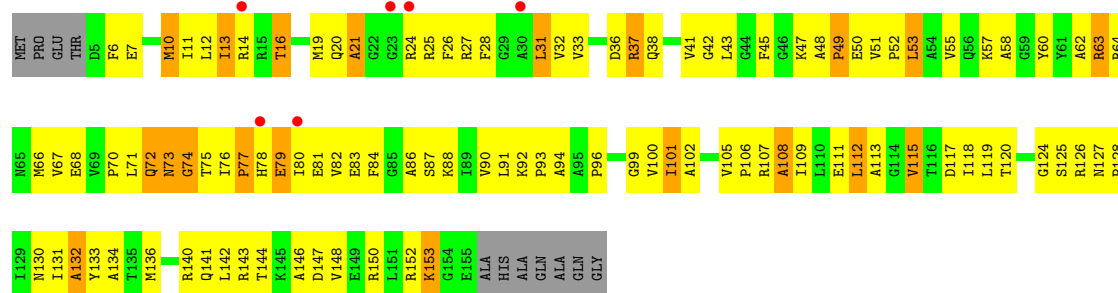 MET PRO GLU THR D5 F6 E7 M10 I11 L12 I13 R14 R15 T16 M19 Q20 A21 G22 G23 R24 R25 F26 R27 F28 G29 A30 L31 V32 V33 D36 R37 Q38 V41 G42 L43 G44 F45 G46 K47 A48 P49 E50 V51 P52 L53 A54 V55 Q56 K57 A58 G59 Y60 Y61 A62 R63 R64
N65 M66 V67 E68 V69 P70 L71 Q72 N73 G74 T75 I76 P77 H78 E79 I80 E81 V82 E83 F84 G85 A86 S87 K88 I89 V90 L91 K92 P93 A94 A95 P96 G99 V100 I101 A102 V105 P106 R107 A108 I109 L110 E111 L112 A113 G114 V115 T116 D117 I118 L119 T120 G124 S125 R126 N127
I129 N130 I131 A132 Y133 A134 T135 M136 R140 Q141 L142 R143 T144 K145 A146 D147 V148 E149 R150 L151 R152 K153 G154 E155 ALA HIS ALA GLN ALA GLN GLY